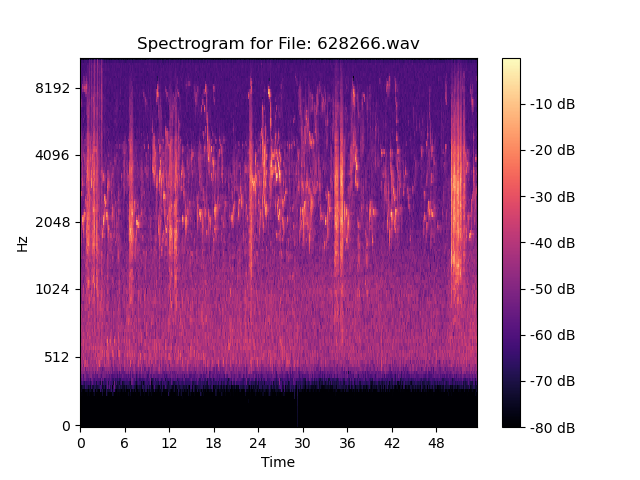 Spectrogram for File: 628266.wav
Hz
8192
4096
2048
1024
512
0
0 6 12 18 24 30 36 42 48
Time
-10 dB
-20 dB
-30 dB
-40 dB
-50 dB
-60 dB
-70 dB
-80 dB